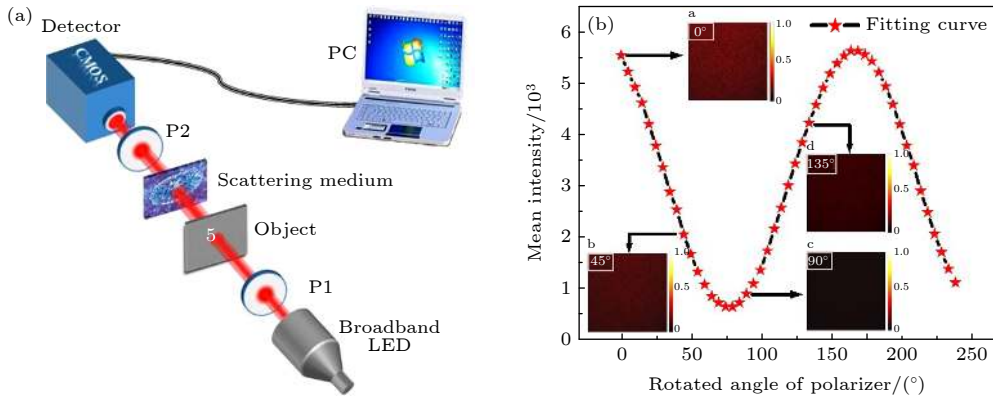 (a)
Detector
CMOS
PC
P2
Scattering medium
5
Object
P1
Broadband
LED
(b)
Fitting curve
Mean intensity/10³
6
5
4
3
2
1
0
0
50
100
150
200
250
Rotated angle of polarizer/(°)
a
0°
1.0
0.5
0
b
45°
1.0
0.5
0
c
90°
1.0
0.5
0
d
135°
1.0
0.5
0